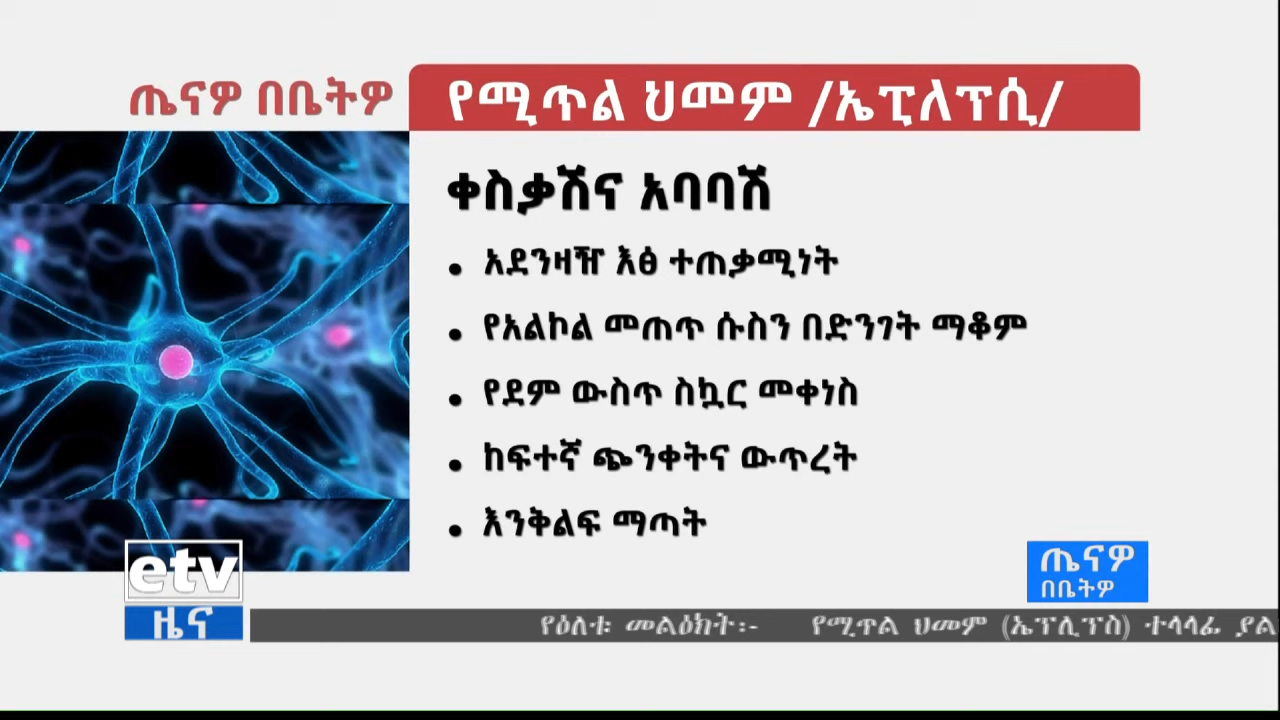 ጤናዎ በቤትዎ
የሚጥል ህመም /ኤፒለፕሲ/
ቀስቃሽና አባባሽ
• አደንዛዥ እፅ ተጠቃሚነት
• የአልኮል መጠጥ ሱስን በድንገት ማቆም
• የደም ውስጥ ስኳር መቀነስ
• ከፍተኛ ጭንቀትና ውጥረት
• እንቅልፍ ማጣት
etv
ዜና
ጤናዎ
በቤትዎ
የዕለቱ መልዕክት፡- የሚጥል ህመም (ኤፕሊፕስ) ተላላፊ ያል